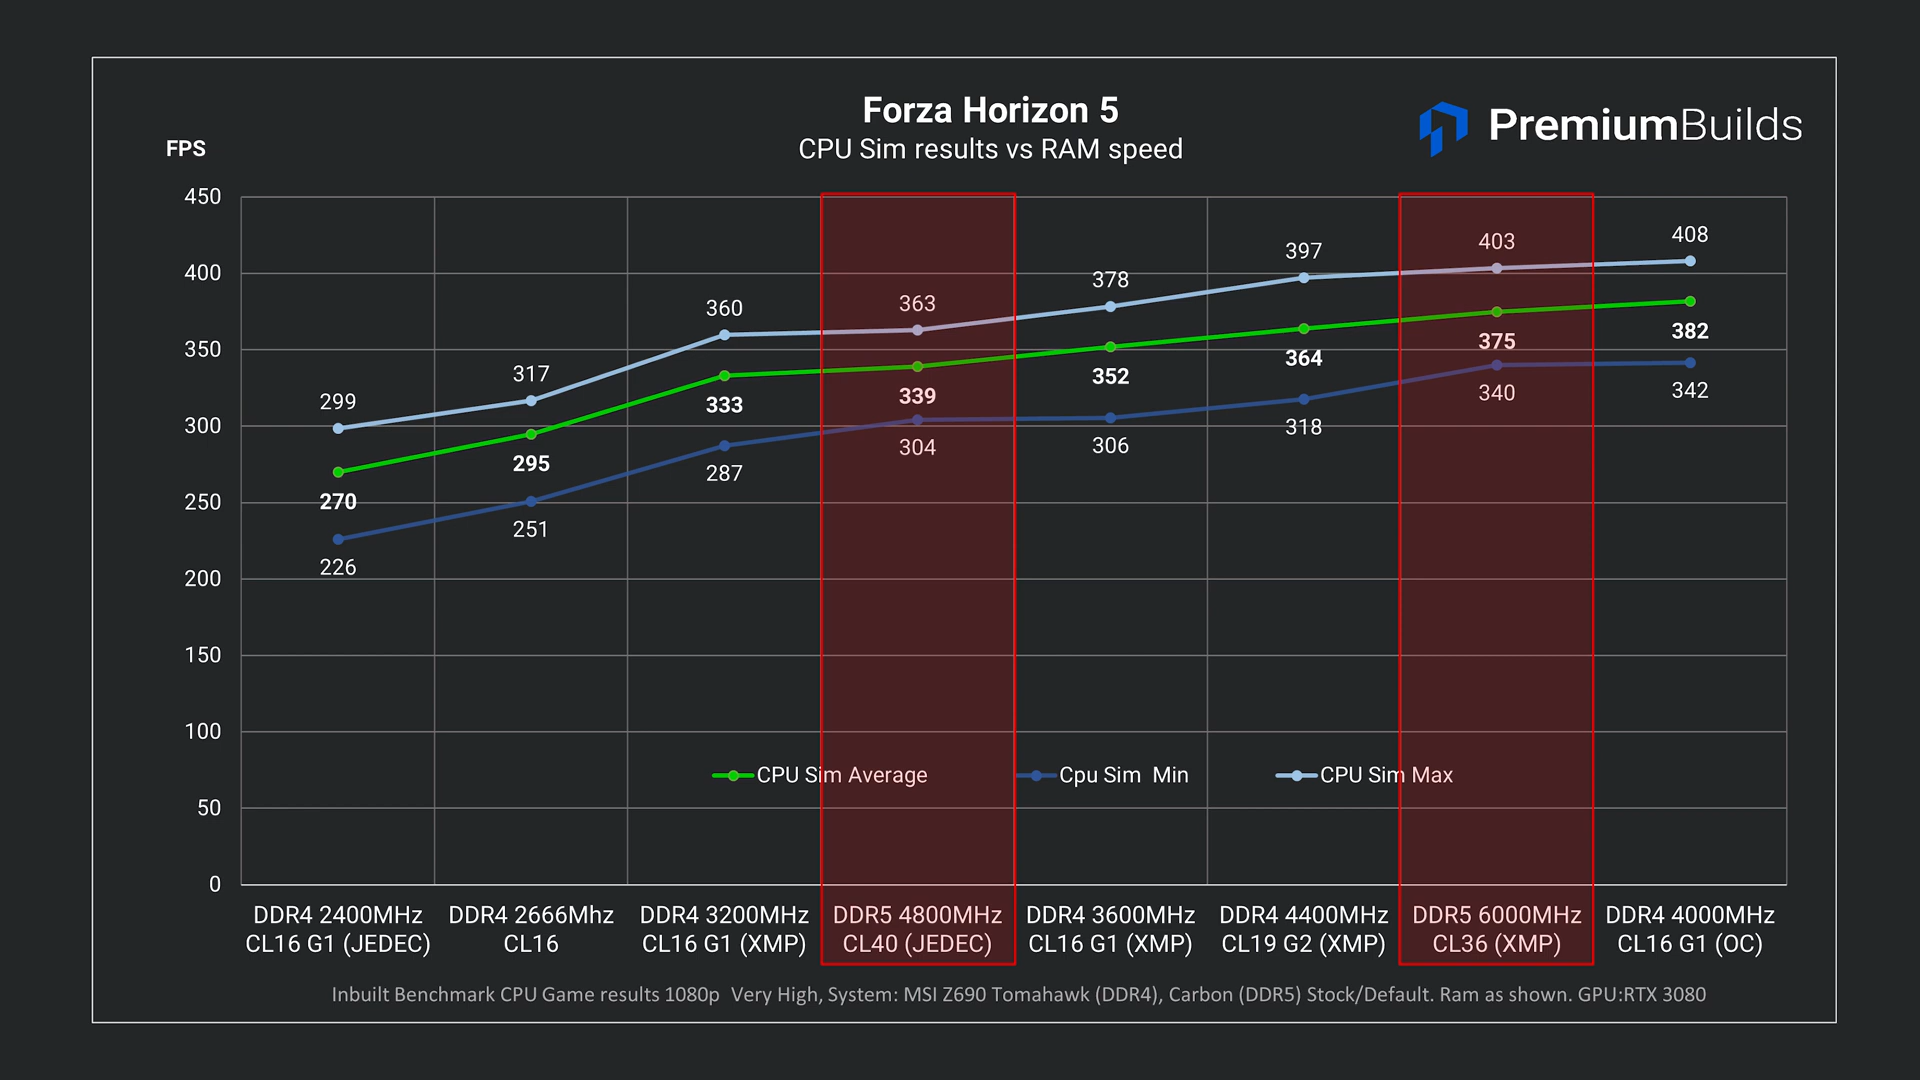 Forza Horizon 5
CPU Sim results vs RAM speed
PremiumBuilds
FPS
450
400
350
300
250
200
150
100
50
0
299
317
360
363
378
397
403
408
270
295
333
339
352
364
375
382
226
251
287
304
306
318
340
342
CPU Sim Average
Cpu Sim  Min
CPU Sim Max
DDR4 2400MHz
CL16 G1 (JEDEC)
DDR4 2666Mhz
CL16
DDR4 3200MHz
CL16 G1 (XMP)
DDR5 4800MHz
CL40 (JEDEC)
DDR4 3600MHz
CL16 G1 (XMP)
DDR4 4400MHz
CL19 G2 (XMP)
DDR5 6000MHz
CL36 (XMP)
DDR4 4000MHz
CL16 G1 (OC)
Inbuilt Benchmark CPU Game results 1080p  Very High, System: MSI Z690 Tomahawk (DDR4), Carbon (DDR5) Stock/Default. Ram as shown. GPU:RTX 3080